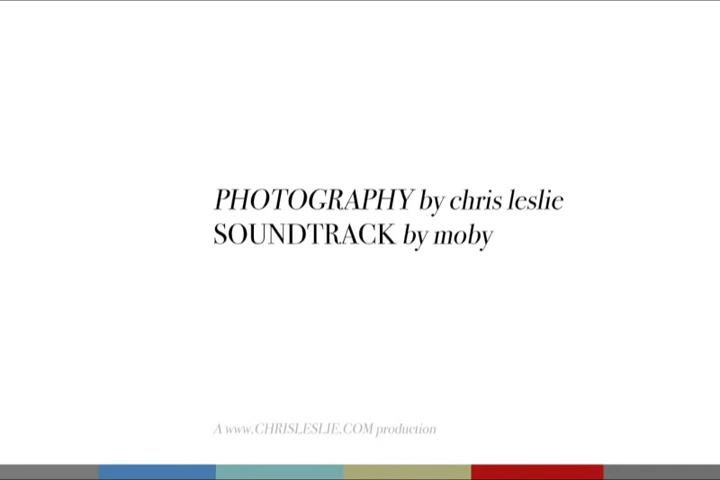 PHOTOGRAPHY by chris leslie
SOUNDTRACK by moby
A www.CHRISLESLIE.COM production